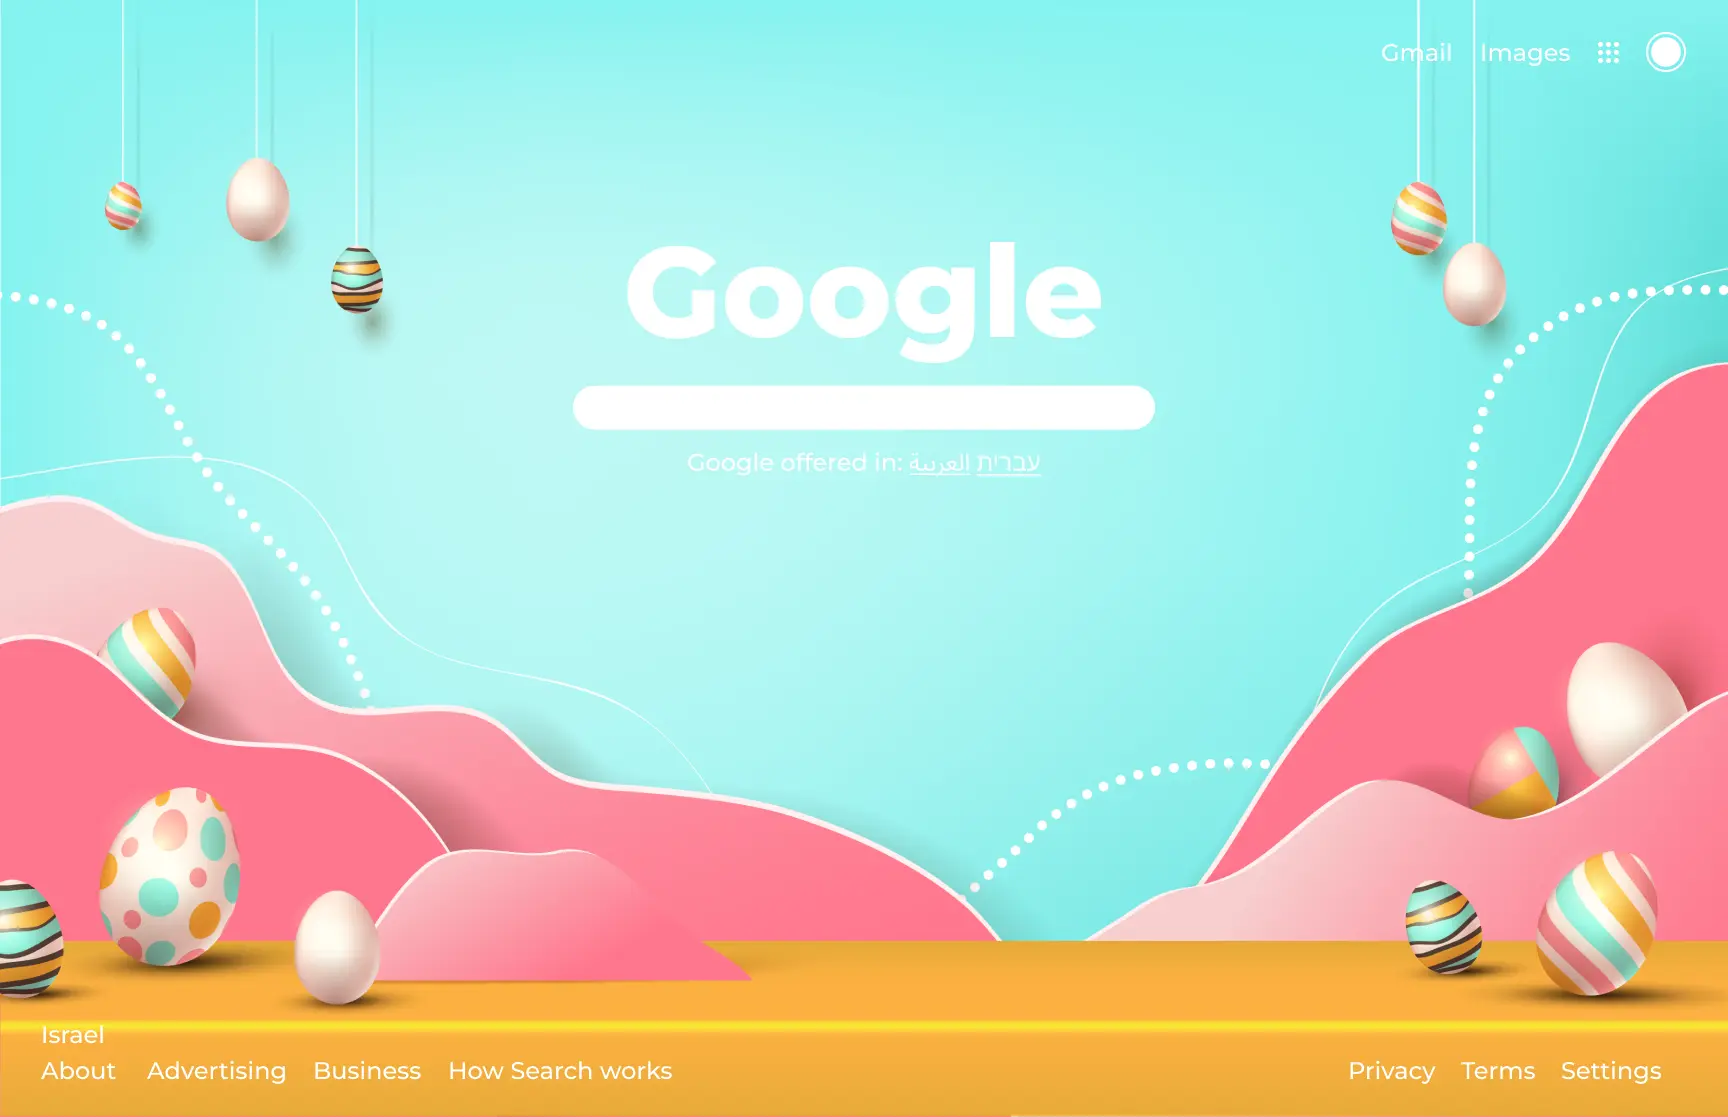 Gmail Images
Google
Google offered in: العربية עברית
Israel
About Advertising Business How Search works
Privacy Terms Settings